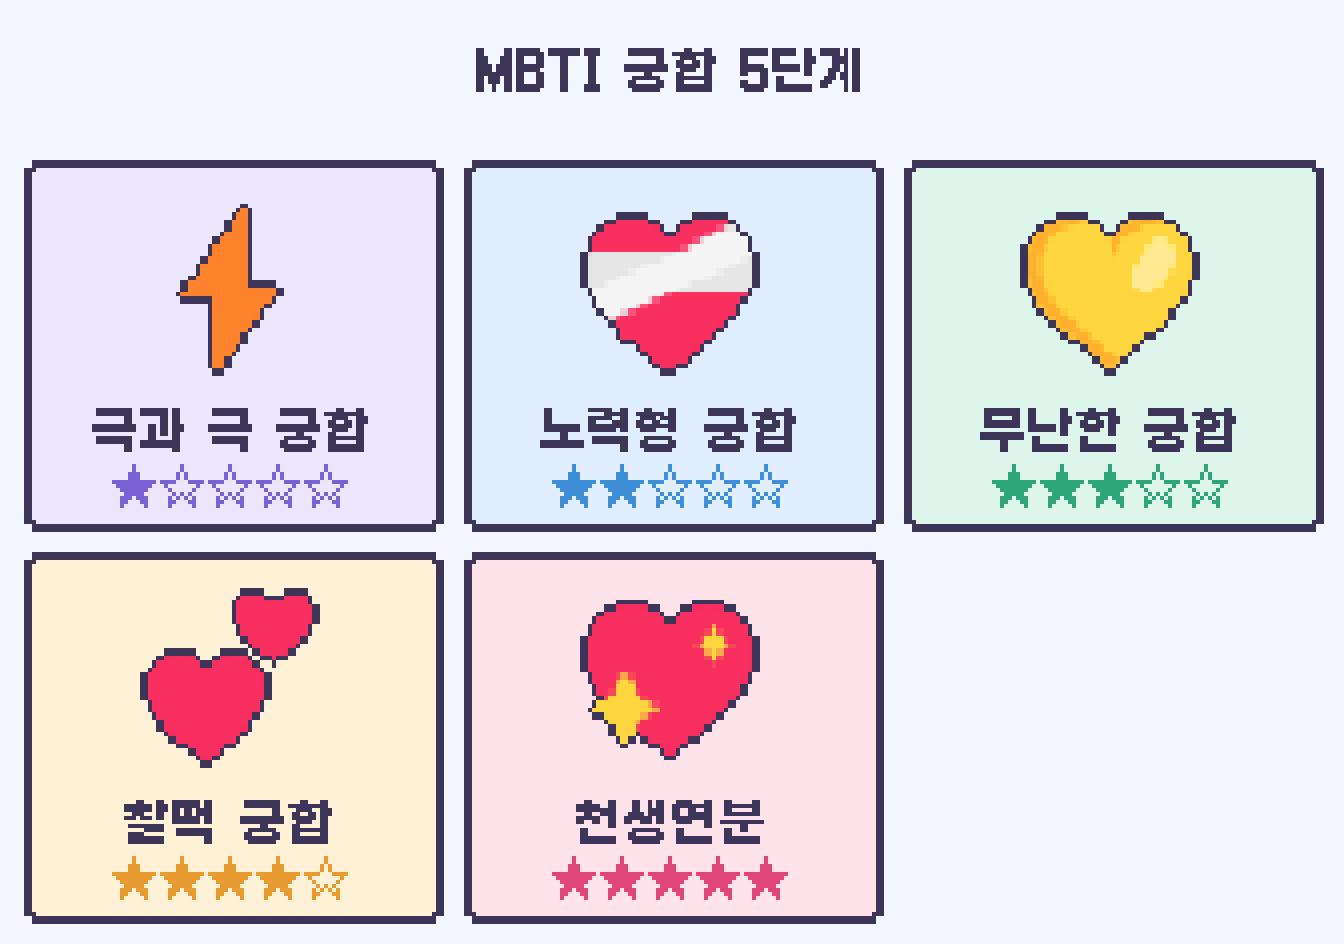 MBTI 궁합 5단계
극과 극 궁합
★☆☆☆☆
노력형 궁합
★★☆☆☆
무난한 궁합
★★★☆☆
찰떡 궁합
★★★★☆
천생연분
★★★★★